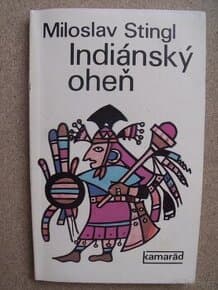 Miloslav Stingl
Indiánský
oheň
kamarád